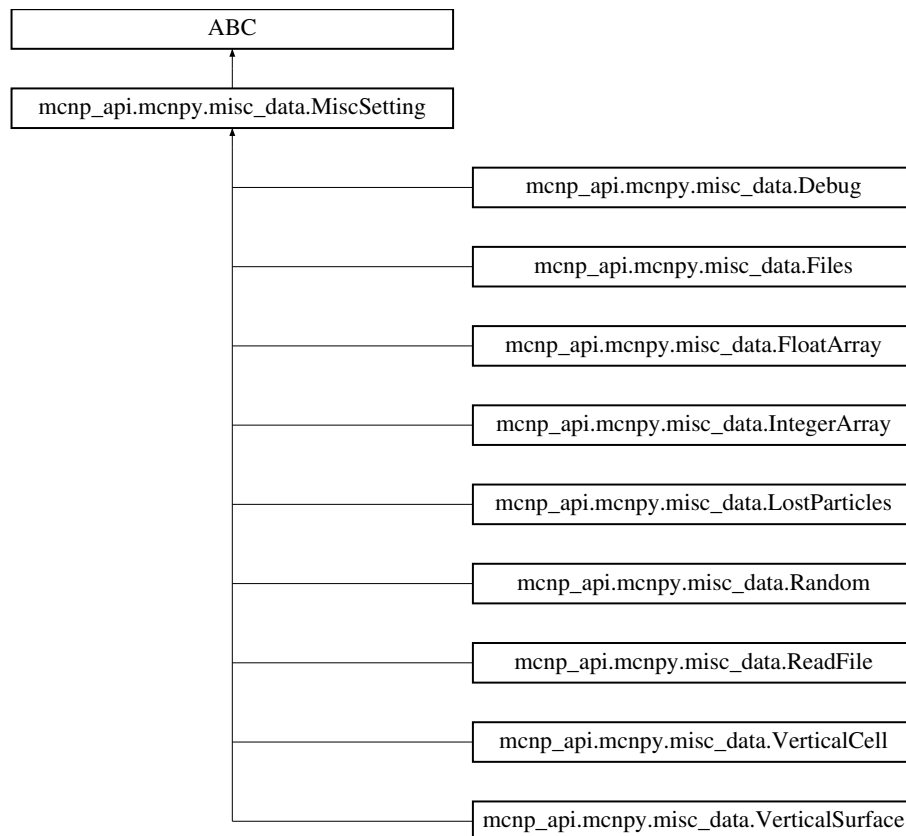 ABC
mcnp_api.mcnpy.misc_data.MiscSetting
mcnp_api.mcnpy.misc_data.Debug
mcnp_api.mcnpy.misc_data.Files
mcnp_api.mcnpy.misc_data.FloatArray
mcnp_api.mcnpy.misc_data.IntegerArray
mcnp_api.mcnpy.misc_data.LostParticles
mcnp_api.mcnpy.misc_data.Random
mcnp_api.mcnpy.misc_data.ReadFile
mcnp_api.mcnpy.misc_data.VerticalCell
mcnp_api.mcnpy.misc_data.VerticalSurface